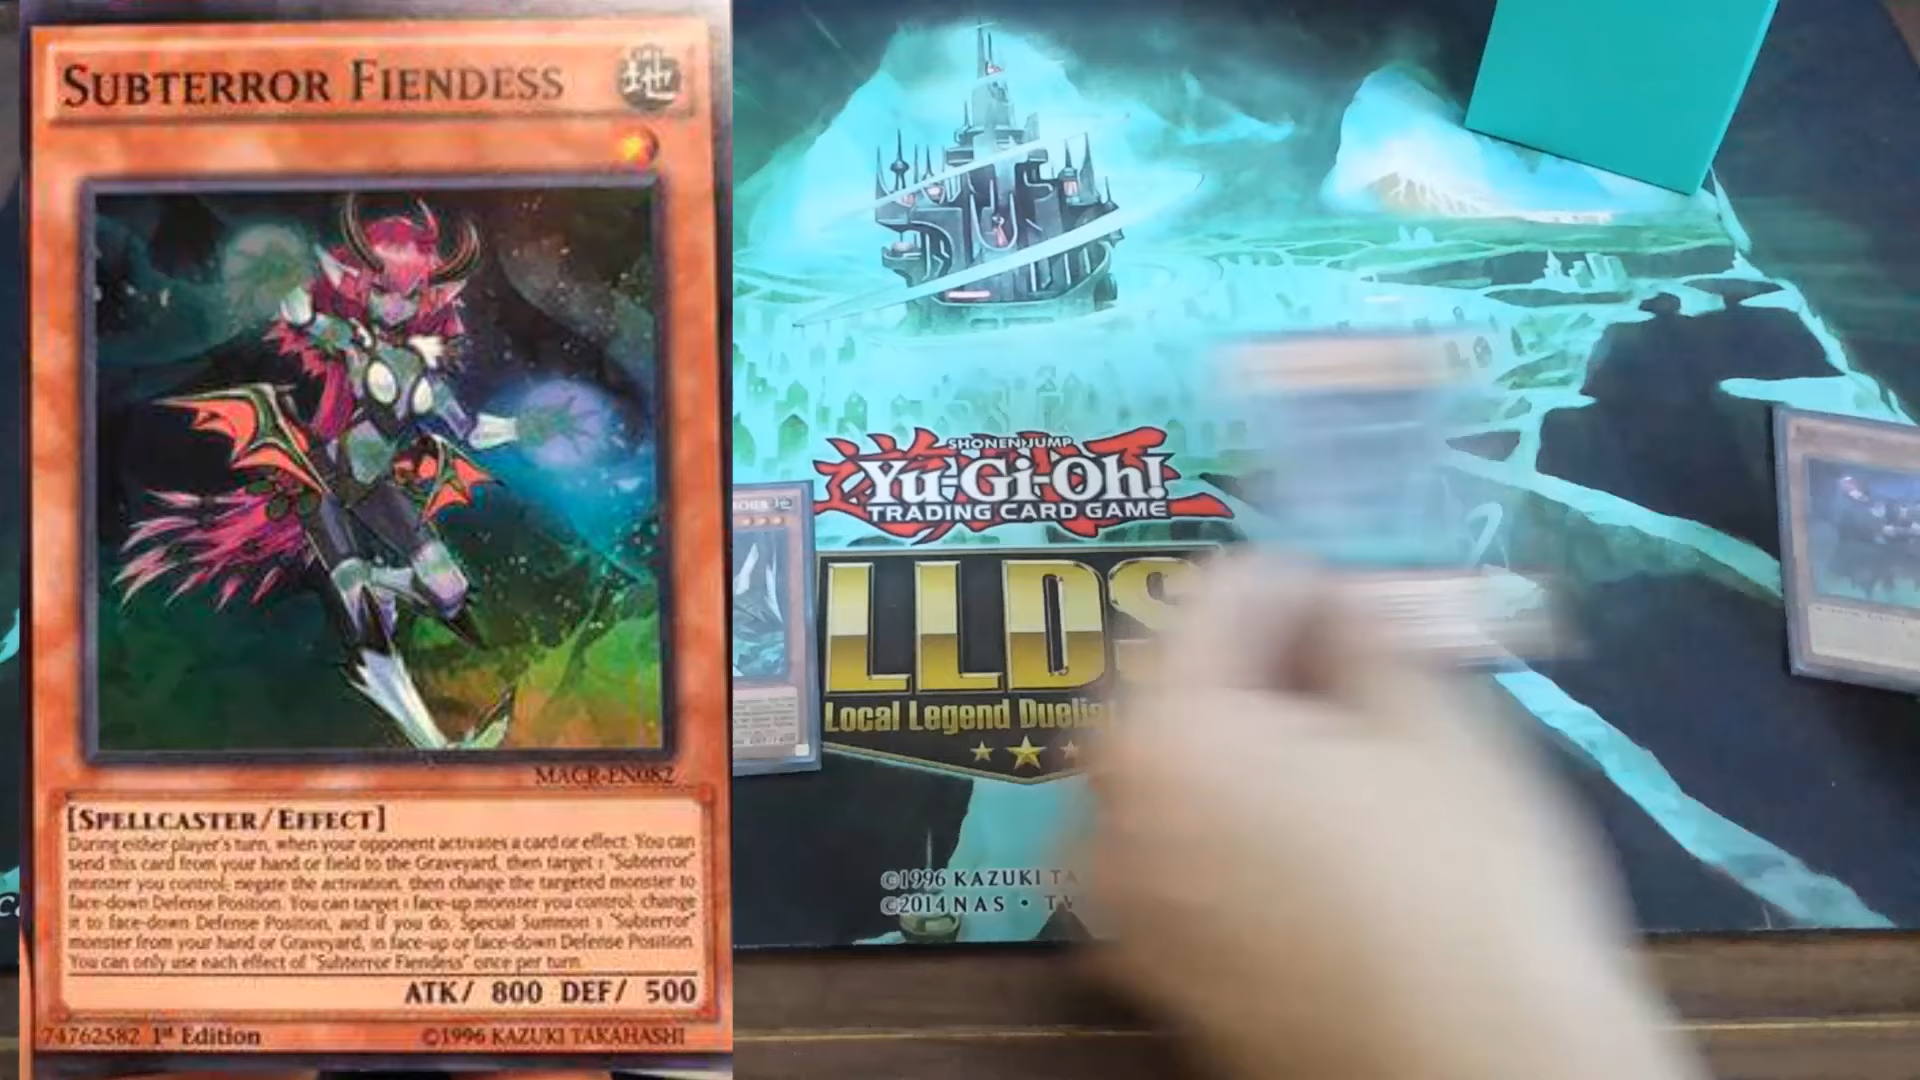 SUBTERROR FIENDESS
地
MACR-EN082
[SPELLCASTER/EFFECT]
During either player's turn, when your opponent activates a card or effect: You can
send this card from your hand or field to the Graveyard, then target 1 "Subterror"
monster you control; negate the activation, then change the targeted monster to
face-down Defense Position. You can target 1 face-up monster you control; change
it to face-down Defense Position, and if you do, Special Summon 1 "Subterror"
monster from your hand or Graveyard, in face-up or face-down Defense Position.
You can only use each effect of "Subterror Fiendess" once per turn.
ATK/ 800 DEF/ 500
74762582 1st Edition
©1996 KAZUKI TAKAHASHI
SHONEN JUMP
Yu-Gi-Oh!
TRADING CARD GAME
LLDS
Local Legend Duelist
©1996 KAZUKI TA
©2014 NAS • TV